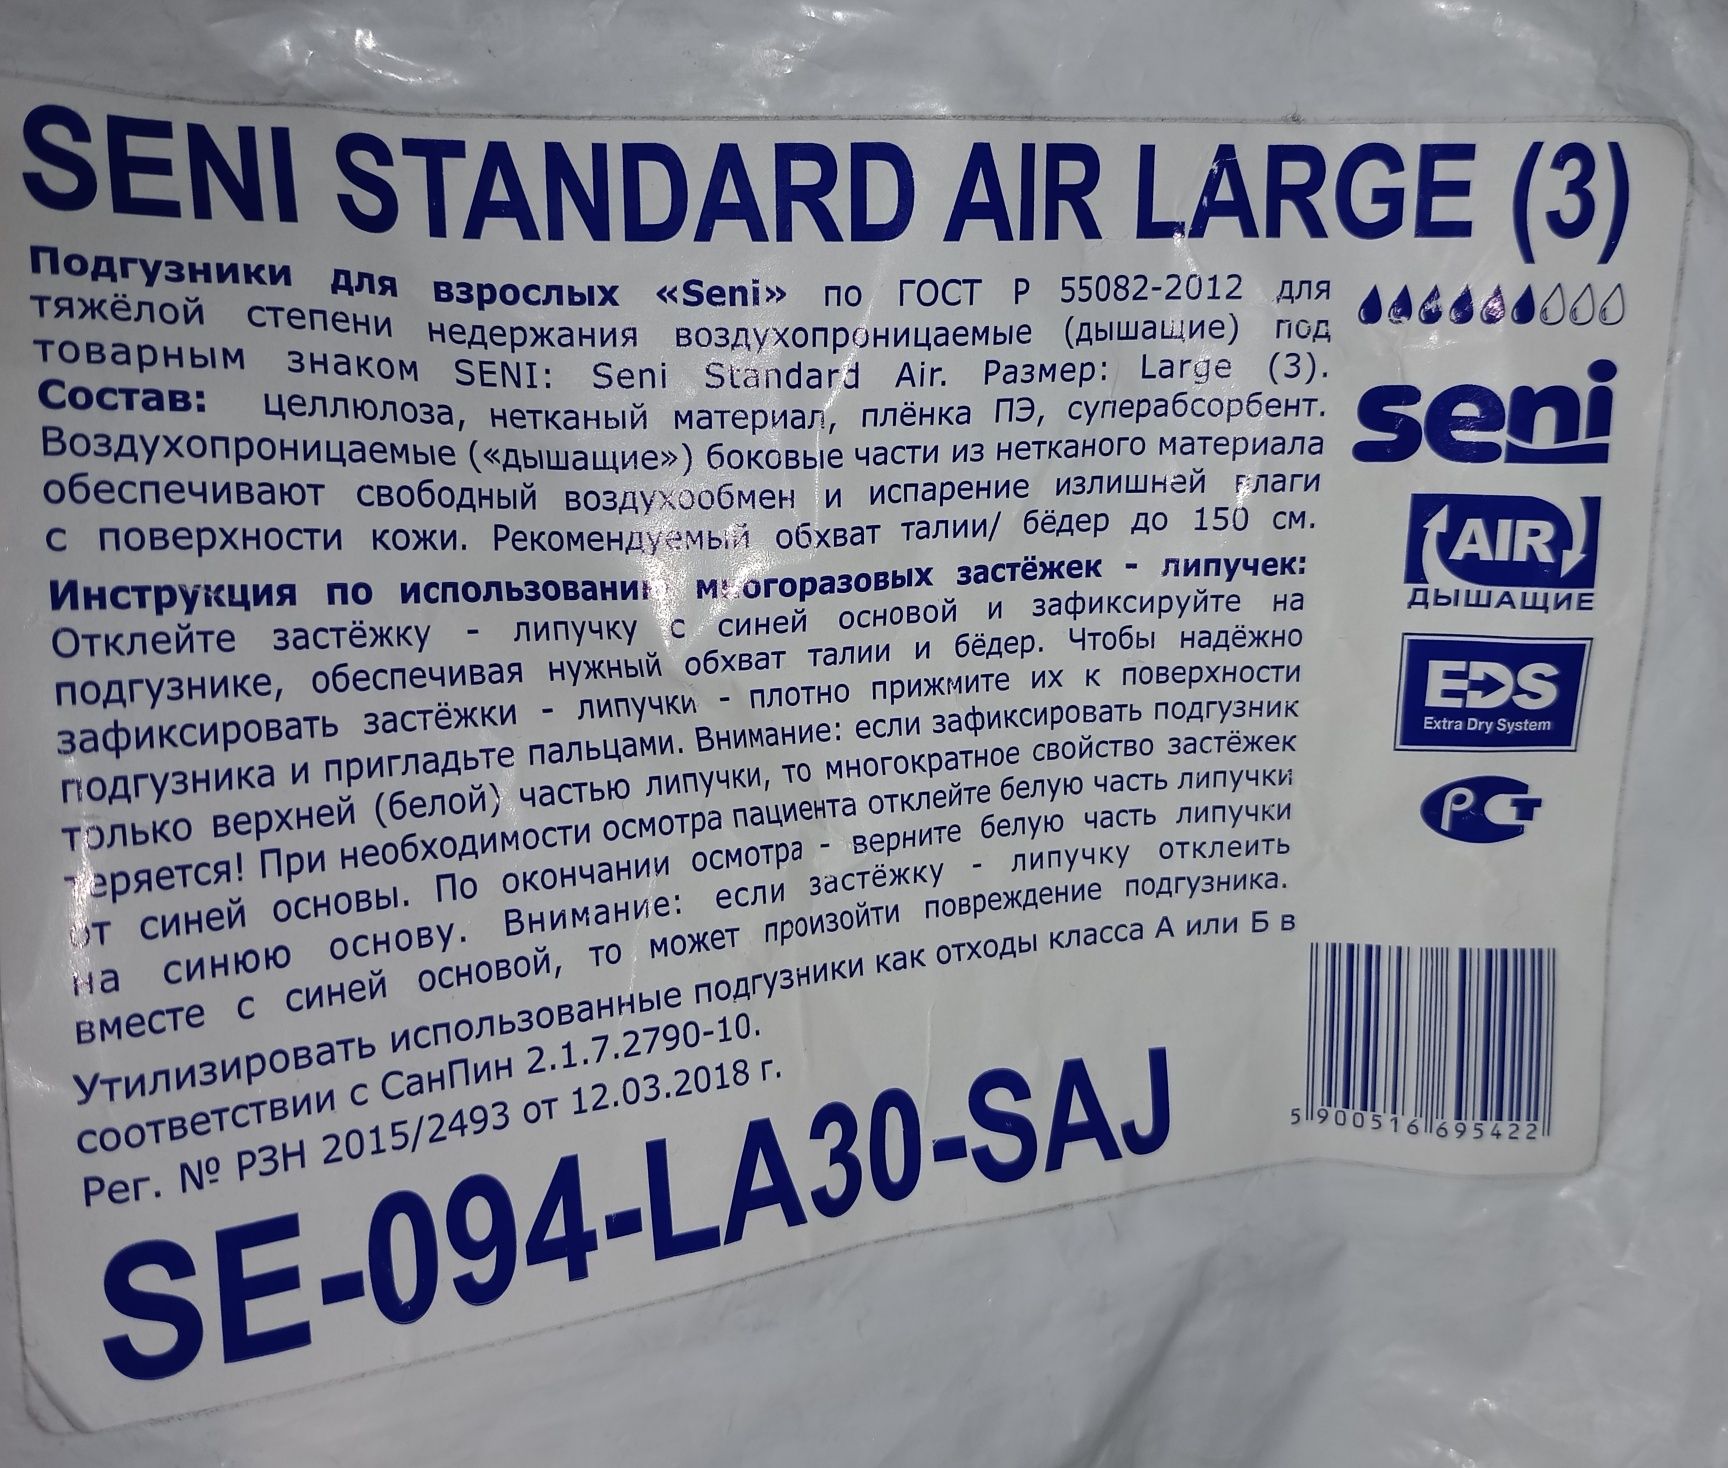 SENI STANDARD AIR LARGE (3)
Подгузники для взрослых «Seni» по ГОСТ Р 55082-2012 для
тяжёлой степени недержания воздухопроницаемые (дышащие) под
товарным знаком SENI: Seni Standard Air. Размер: Large (3).
Состав: целлюлоза, нетканый материал, плёнка ПЭ, суперабсорбент.
Воздухопроницаемые («дышащие») боковые части из нетканого материала
обеспечивают свободный воздухообмен и испарение излишней влаги
с поверхности кожи. Рекомендуемый обхват талии/ бёдер до 150 см.
Инструкция по использованию многоразовых застёжек - липучек:
Отклейте застёжку - липучку с синей основой и зафиксируйте на
подгузнике, обеспечивая нужный обхват талии и бёдер. Чтобы надёжно
зафиксировать застёжки - липучки - плотно прижмите их к поверхности
подгузника и пригладьте пальцами. Внимание: если зафиксировать подгузник
только верхней (белой) частью липучки, то многократное свойство застёжек
теряется! При необходимости осмотра пациента отклейте белую часть липучки
от синей основы. По окончании осмотра - верните белую часть липучки
на синюю основу. Внимание: если застёжку - липучку отклеить
вместе с синей основой, то может произойти повреждение подгузника.
Утилизировать использованные подгузники как отходы класса А или Б в
соответствии с СанПин 2.1.7.2790-10.
Рег. № РЗН 2015/2493 от 12.03.2018 г.
SE-094-LA30-SAJ
seni
AIR
ДЫШАЩИЕ
EDS
Extra Dry System
РСТ
5 900516 695422